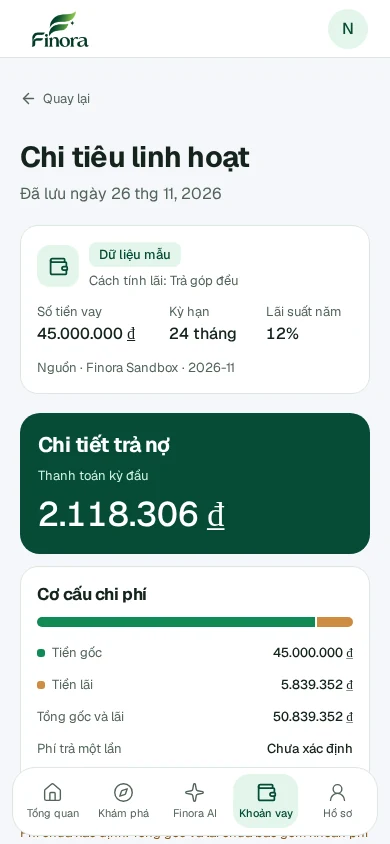 Finora
N
Quay lại
Chi tiêu linh hoạt
Đã lưu ngày 26 thg 11, 2026
Dữ liệu mẫu
Cách tính lãi: Trả góp đều
Số tiền vay Kỳ hạn Lãi suất năm
45.000.000 ₫ 24 tháng 12%
Nguồn · Finora Sandbox · 2026-11
Chi tiết trả nợ
Thanh toán kỳ đầu
2.118.306 ₫
Cơ cấu chi phí
Tiền gốc 45.000.000 ₫
Tiền lãi 5.839.352 ₫
Tổng gốc và lãi 50.839.352 ₫
Phí trả một lần Chưa xác định
Tổng quan Khám phá Finora AI Khoản vay Hồ sơ